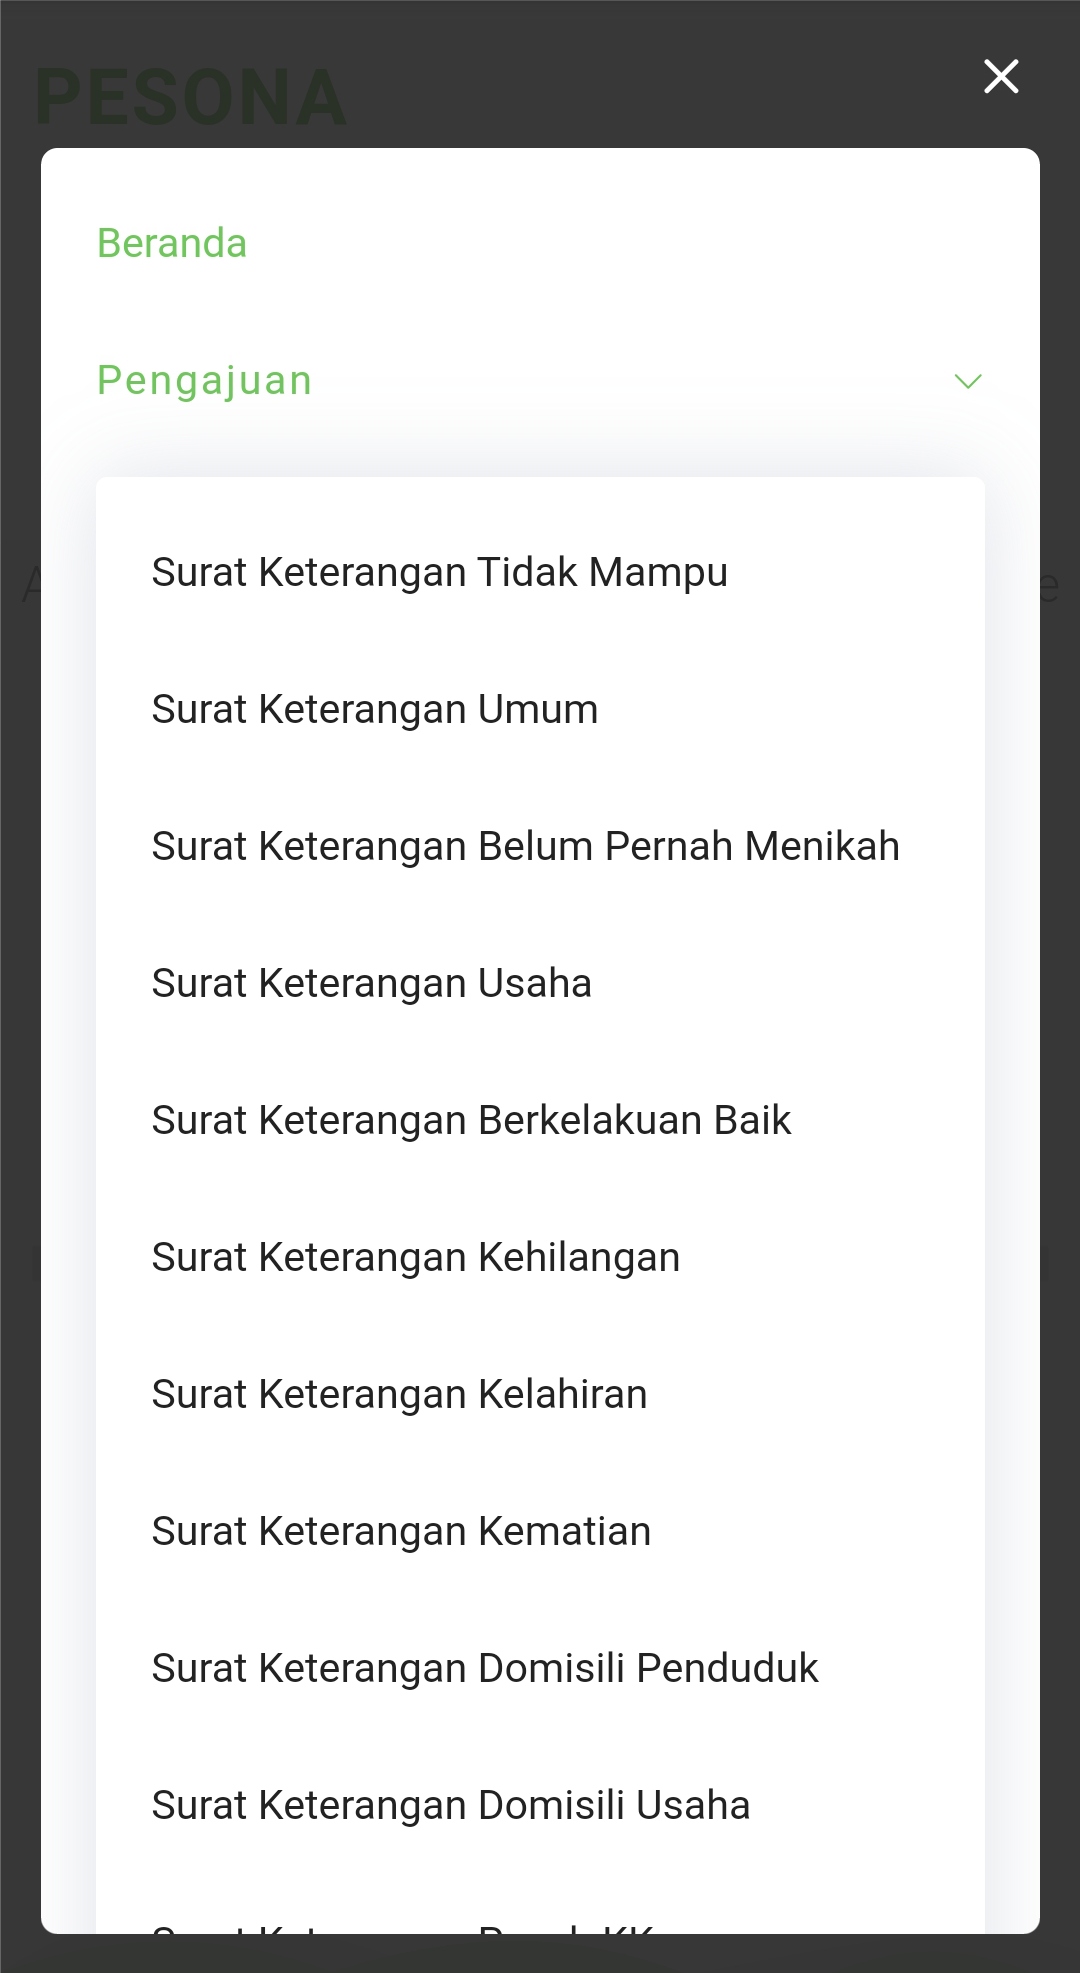 PESONA
Beranda
Pengajuan
Surat Keterangan Tidak Mampu
Surat Keterangan Umum
Surat Keterangan Belum Pernah Menikah
Surat Keterangan Usaha
Surat Keterangan Berkelakuan Baik
Surat Keterangan Kehilangan
Surat Keterangan Kelahiran
Surat Keterangan Kematian
Surat Keterangan Domisili Penduduk
Surat Keterangan Domisili Usaha
Surat Keterangan